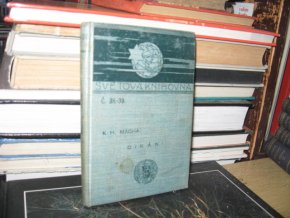 SVĚTOVÁ KNIHOVNA
Č.
K. H. MÁCHA:
CIKÁNI